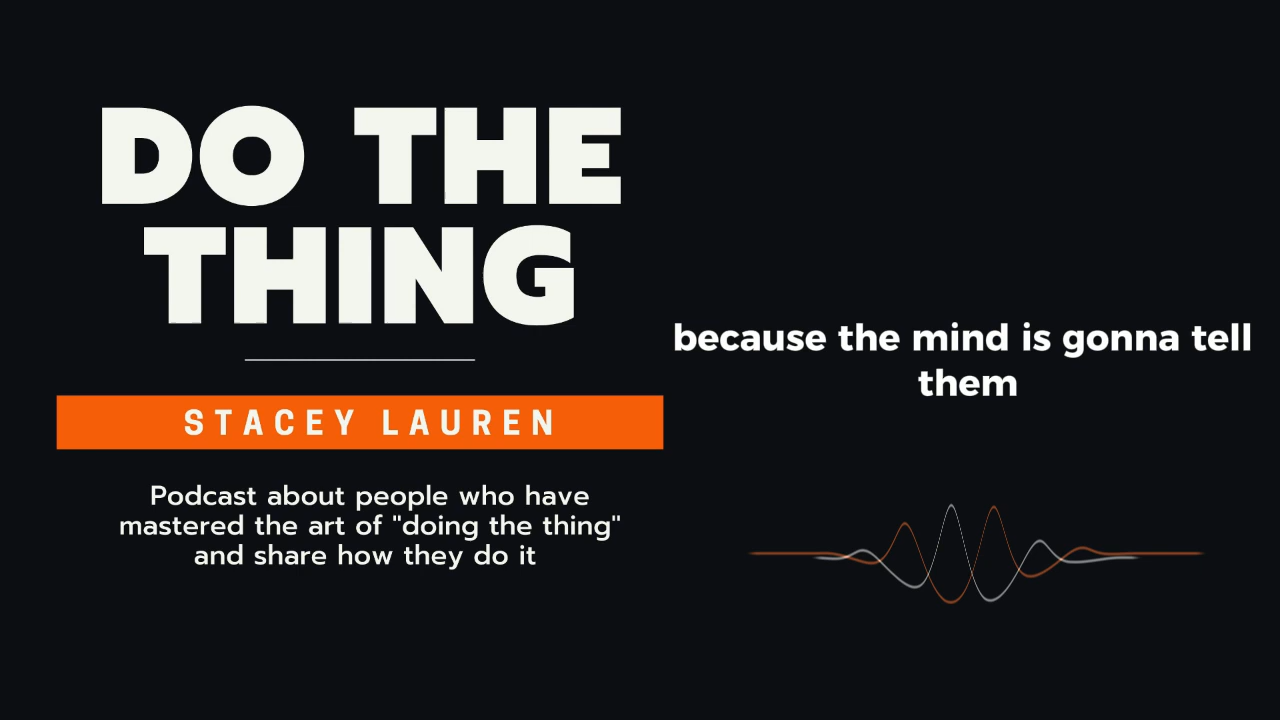 DO THE
THING
STACEY LAUREN
Podcast about people who have
mastered the art of "doing the thing"
and share how they do it
because the mind is gonna tell
them